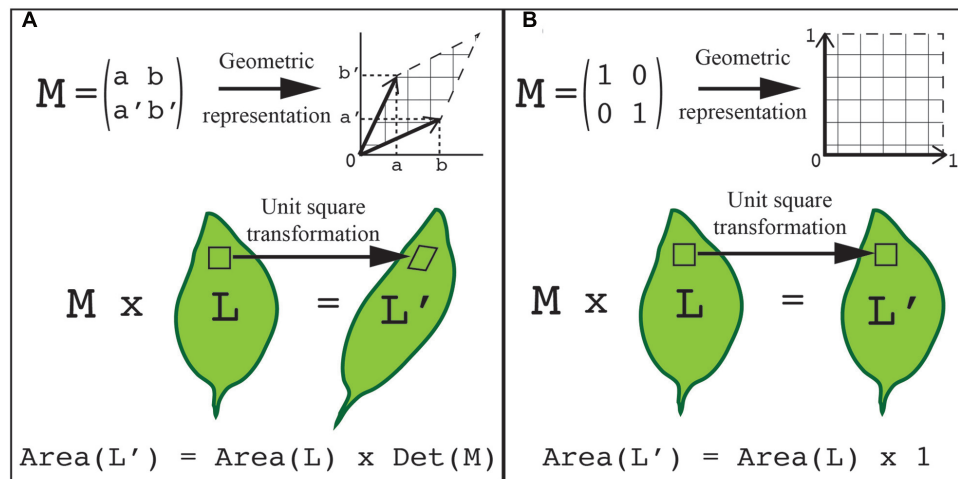 A
M = (a b
a' b')
Geometric
representation
b'
a'
0
a
b
Unit square
transformation
M x L = L'
Area(L') = Area(L) x Det(M)
B
M = (1 0
0 1)
Geometric
representation
1
0
1
Unit square
transformation
M x L = L'
Area(L') = Area(L) x 1